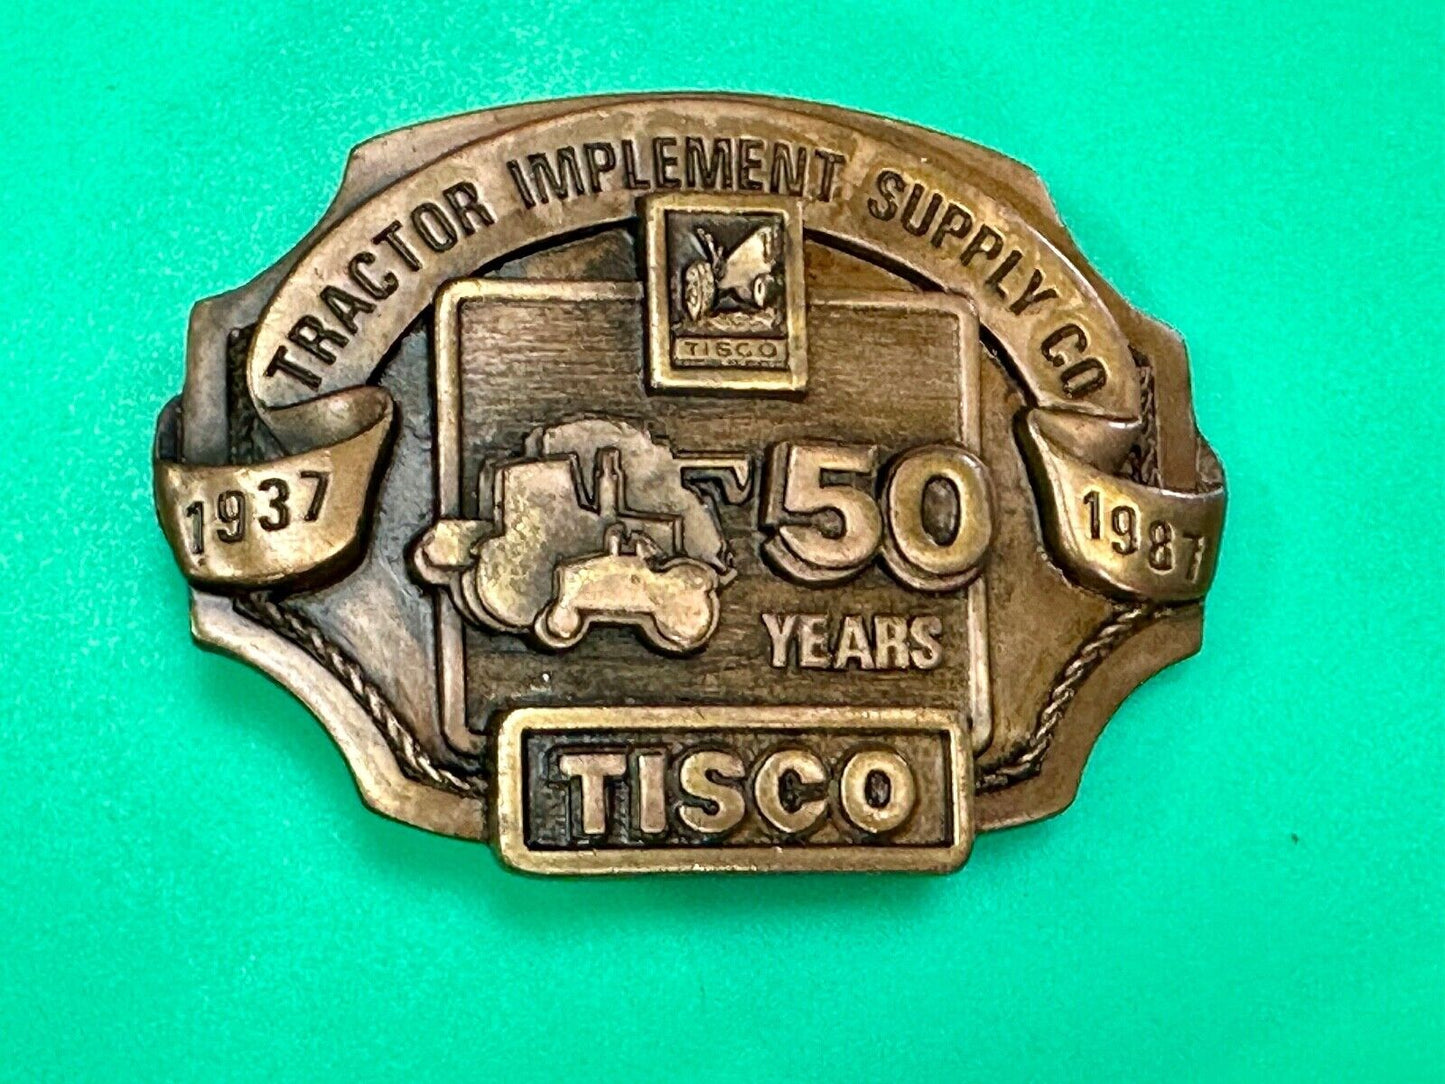 TRACTOR IMPLEMENT SUPPLY CO
TISCO
1937
1987
50
YEARS
TISCO